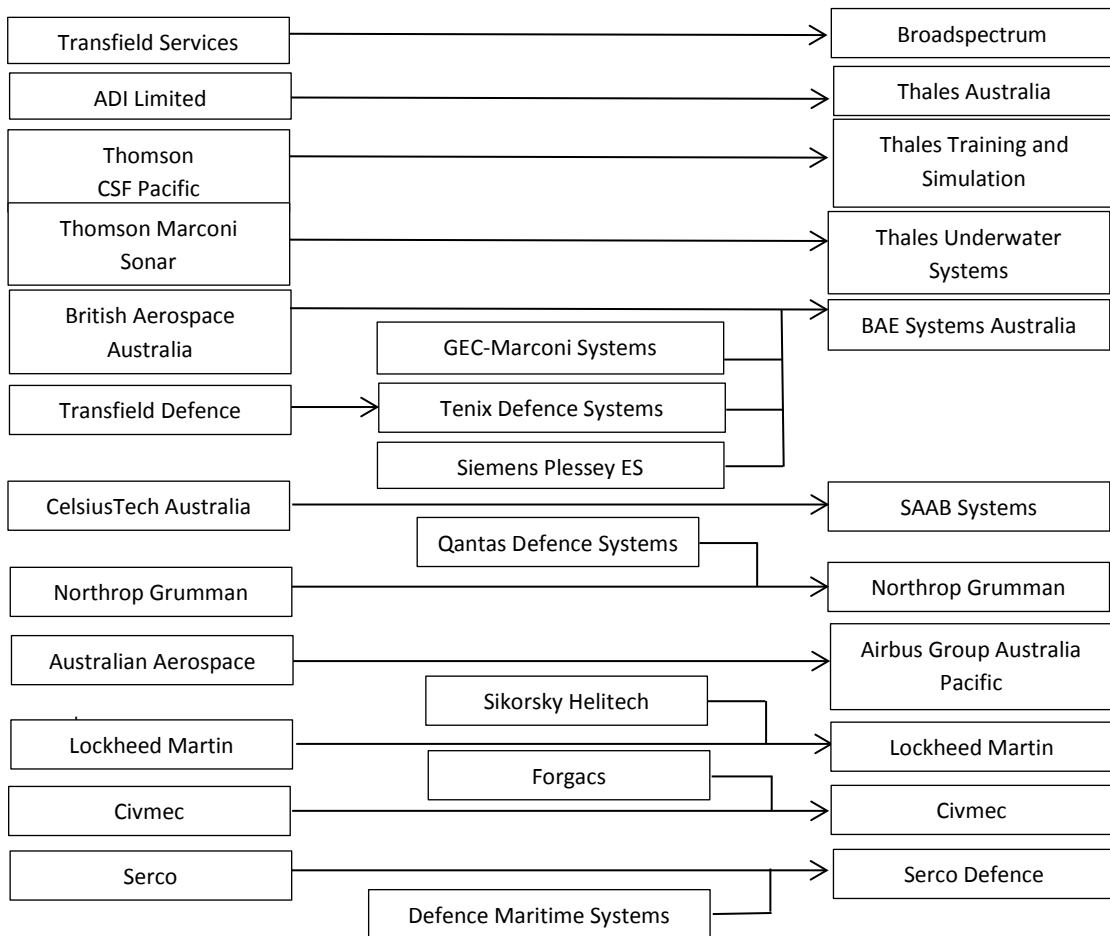 Transfield Services
Broadspectrum
ADI Limited
Thales Australia
Thomson
CSF Pacific
Thales Training and
Simulation
Thomson Marconi
Sonar
Thales Underwater
Systems
British Aerospace
Australia
BAE Systems Australia
GEC-Marconi Systems
Transfield Defence
Tenix Defence Systems
Siemens Plessey ES
CelsiusTech Australia
SAAB Systems
Qantas Defence Systems
Northrop Grumman
Northrop Grumman
Australian Aerospace
Airbus Group Australia
Pacific
Sikorsky Helitech
Lockheed Martin
Lockheed Martin
Forgacs
Civmec
Civmec
Serco
Serco Defence
Defence Maritime Systems